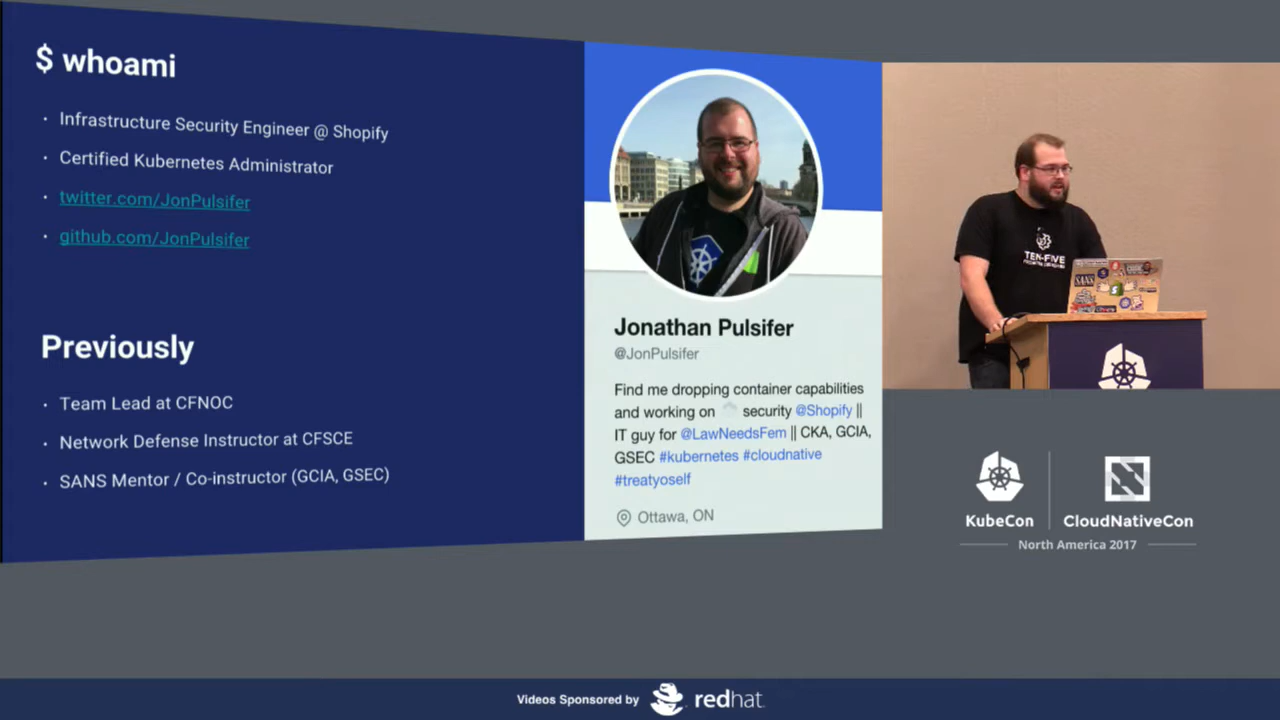 $ whoami
· Infrastructure Security Engineer @ Shopify
· Certified Kubernetes Administrator
· twitter.com/JonPulsifer
· github.com/JonPulsifer
Previously
· Team Lead at CFNOC
· Network Defense Instructor at CFSCE
· SANS Mentor / Co-instructor (GCIA, GSEC)
Jonathan Pulsifer
@JonPulsifer
Find me dropping container capabilities
and working on security @Shopify ||
IT guy for @LawNeedsFem || CKA, GCIA,
GSEC #kubernetes #cloudnative
#treatyoself
Ottawa, ON
TEN-FIVE
SANS
KubeCon
CloudNativeCon
North America 2017
Videos Sponsored by
redhat.